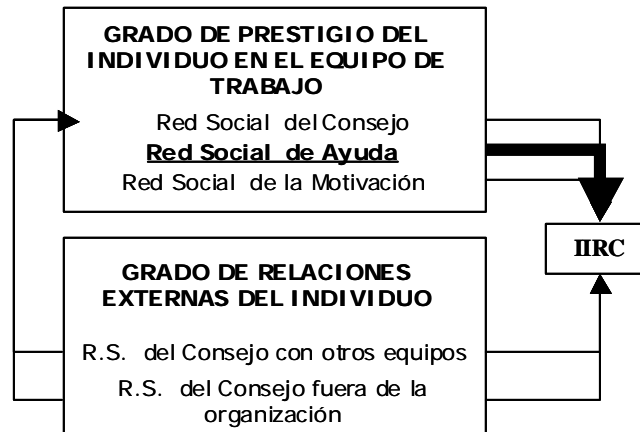 GRADO DE PRESTIGIO DEL
INDIVIDUO EN EL EQUIPO DE
TRABAJO
Red Social del Consejo
Red Social de Ayuda
Red Social de la Motivación
IIRC
GRADO DE RELACIONES
EXTERNAS DEL INDIVIDUO
R.S. del Consejo con otros equipos
R.S. del Consejo fuera de la
organización